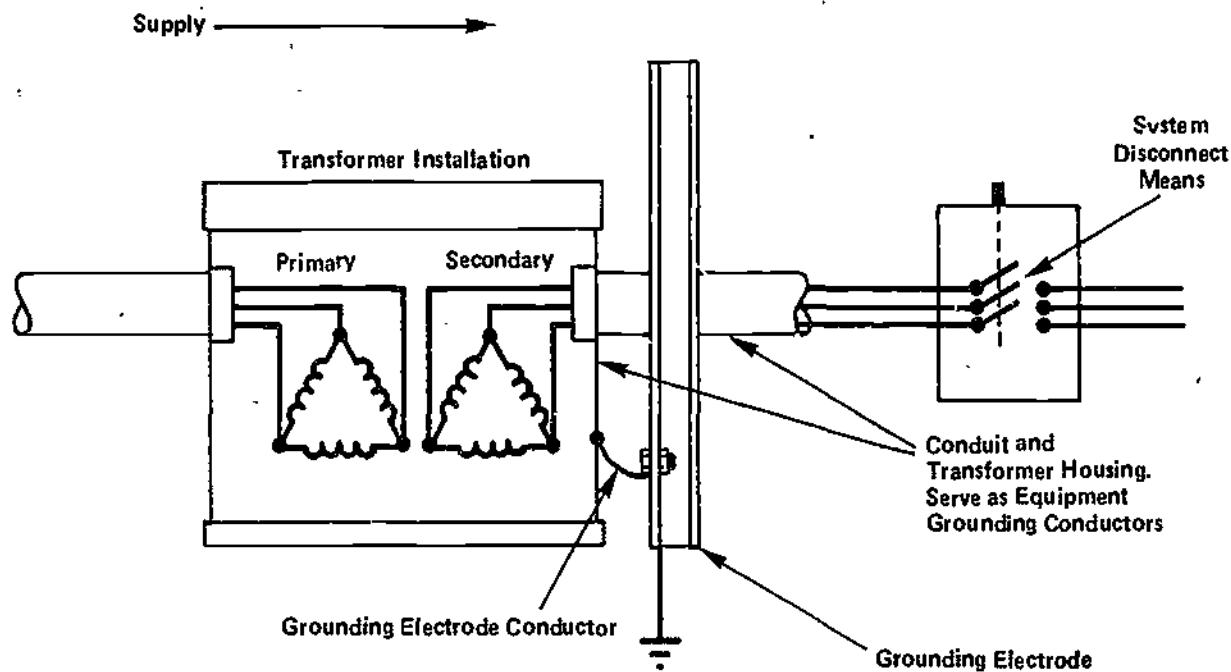 Supply
System
Disconnect
Means
Transformer Installation
Primary
Secondary
Conduit and
Transformer Housing.
Serve as Equipment
Grounding Conductors
Grounding Electrode Conductor
Grounding Electrode